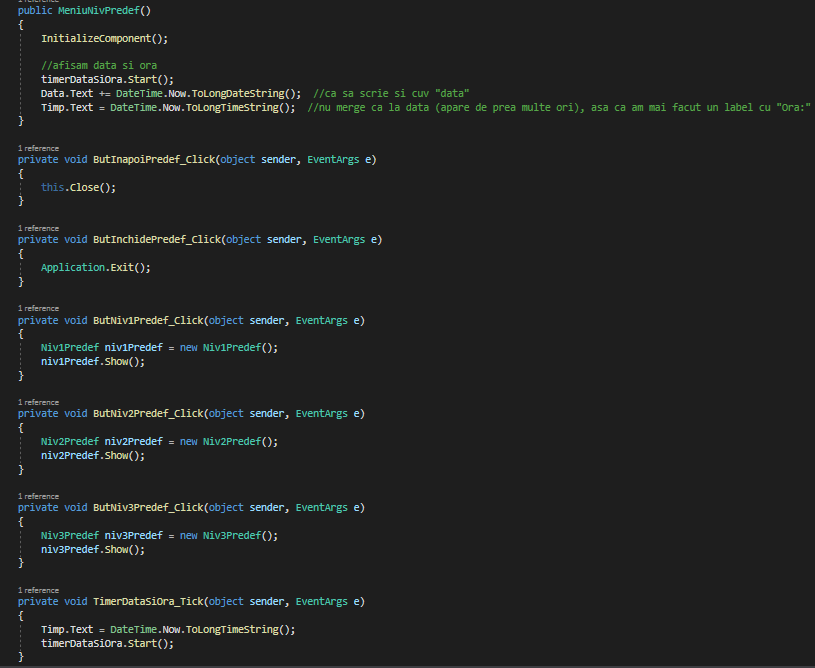 1 reference
public MeniuNivPredef()
{
InitializeComponent();
//afisam data si ora
timerDataSiOra.Start();
Data.Text += DateTime.Now.ToLongDateString(); //ca sa scrie si cuv "data"
Timp.Text = DateTime.Now.ToLongTimeString(); //nu merge ca la data (apare de prea multe ori), asa ca am mai facut un label cu "Ora:"
}
1 reference
private void ButInapoiPredef_Click(object sender, EventArgs e)
{
this.Close();
}
1 reference
private void ButInchidePredef_Click(object sender, EventArgs e)
{
Application.Exit();
}
1 reference
private void ButNiv1Predef_Click(object sender, EventArgs e)
{
Niv1Predef niv1Predef = new Niv1Predef();
niv1Predef.Show();
}
1 reference
private void ButNiv2Predef_Click(object sender, EventArgs e)
{
Niv2Predef niv2Predef = new Niv2Predef();
niv2Predef.Show();
}
1 reference
private void ButNiv3Predef_Click(object sender, EventArgs e)
{
Niv3Predef niv3Predef = new Niv3Predef();
niv3Predef.Show();
}
1 reference
private void TimerDataSiOra_Tick(object sender, EventArgs e)
{
Timp.Text = DateTime.Now.ToLongTimeString();
timerDataSiOra.Start();
}